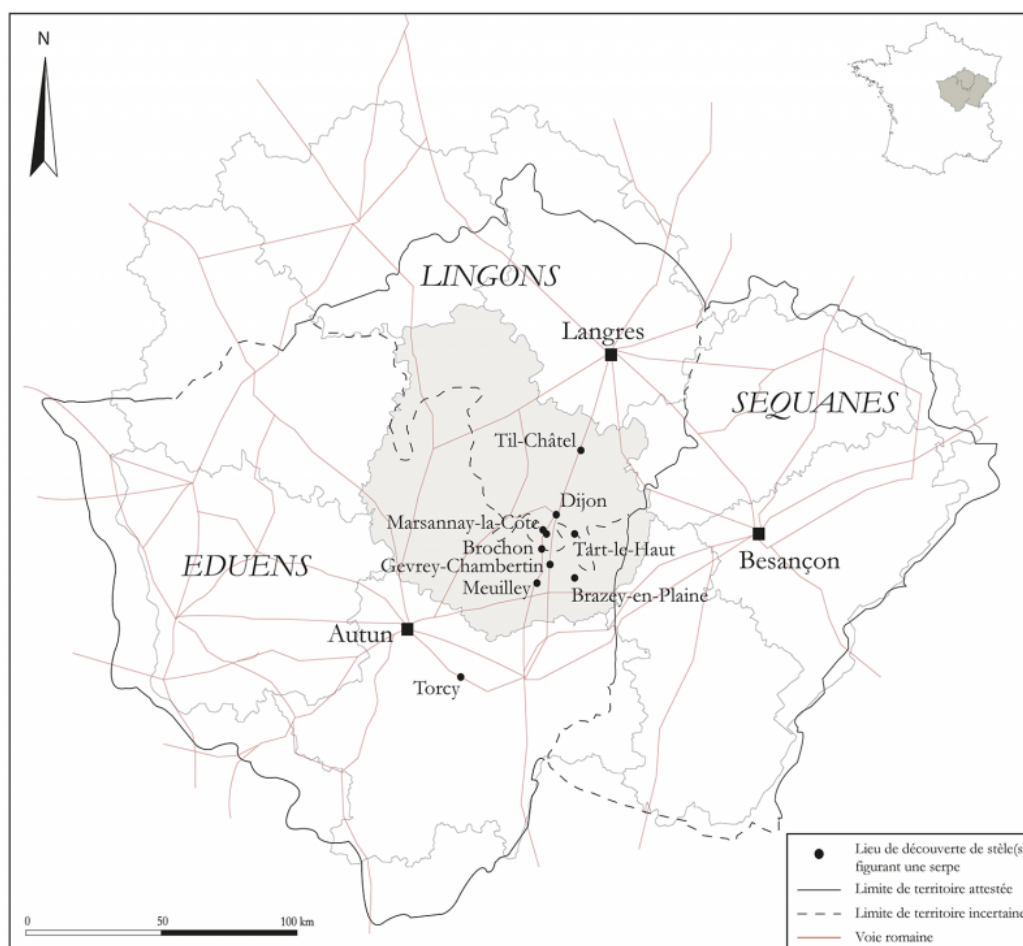 N
LINGONS
Langres
SEQUANES
Til-Châtel
Dijon
Marsannay-la-Côte
Brochon
Tart-le-Haut
Gevrey-Chambertin
EDUENS
Besançon
Meuilley
Brazey-en-Plaine
Autun
Torcy
Lieu de découverte de stèle(s
figurant une serpe
Limite de territoire attestée
Limite de territoire incertaine
Voie romaine
0 50 100 km